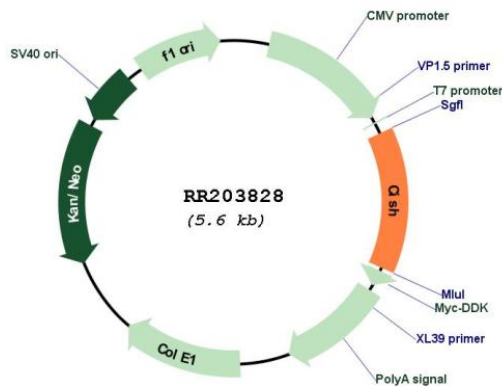 CMV promoter
VP1.5 primer
T7 promoter
SgfI
Cish
MluI
Myc-DDK
XL39 primer
PolyA signal
Col E1
Kan/Neo
SV40 ori
f1 ori
RR203828
(5.6 kb)